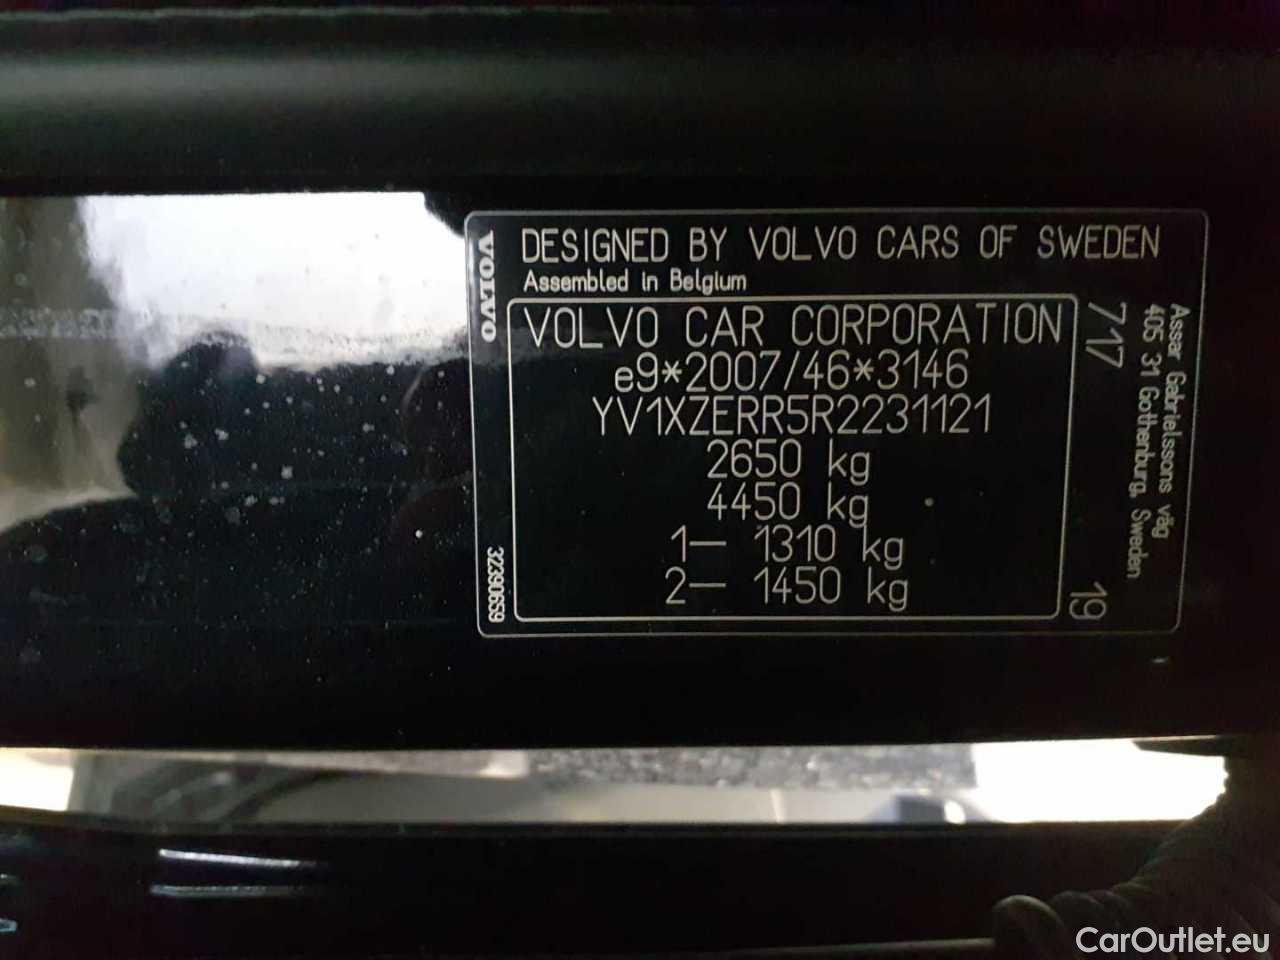 VOLVO
DESIGNED BY VOLVO CARS OF SWEDEN
Assembled in Belgium
VOLVO CAR CORPORATION
e9*2007/46*3146
YV1XZERR5R2231121
2650 kg
4450 kg
1— 1310 kg
2— 1450 kg
32390659
Assar Gabrielssons väg
405 31 Gothenburg, Sweden
717
19
CarOutlet.eu